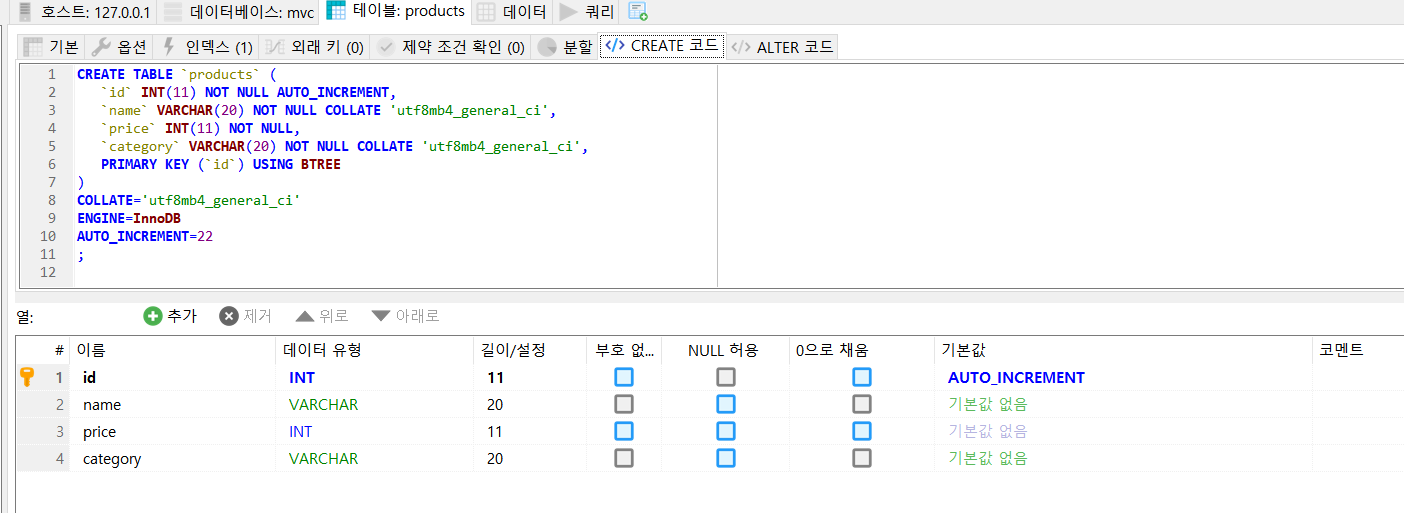 호스트: 127.0.0.1 데이터베이스: mvc 테이블: products 데이터 쿼리
기본 옵션 인덱스 (1) 외래 키 (0) 제약 조건 확인 (0) 분할 CREATE 코드 ALTER 코드
1 CREATE TABLE `products` (
2 `id` INT(11) NOT NULL AUTO_INCREMENT,
3 `name` VARCHAR(20) NOT NULL COLLATE 'utf8mb4_general_ci',
4 `price` INT(11) NOT NULL,
5 `category` VARCHAR(20) NOT NULL COLLATE 'utf8mb4_general_ci',
6 PRIMARY KEY (`id`) USING BTREE
7 )
8 COLLATE='utf8mb4_general_ci'
9 ENGINE=InnoDB
10 AUTO_INCREMENT=22
11 ;
12
열: 추가 제거 위로 아래로
# 이름 데이터 유형 길이/설정 부호 없... NULL 허용 0으로 채움 기본값 코멘트
1 id INT 11 AUTO_INCREMENT
2 name VARCHAR 20 기본값 없음
3 price INT 11 기본값 없음
4 category VARCHAR 20 기본값 없음